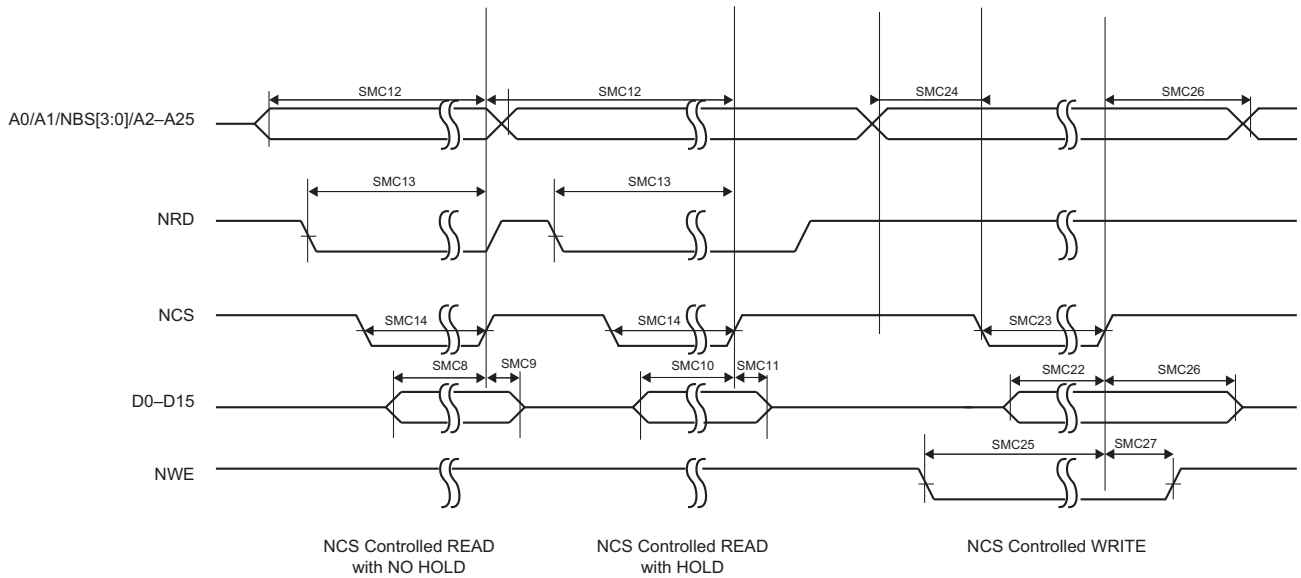 SMC12 SMC12 SMC24 SMC26
A0/A1/NBS[3:0]/A2–A25
SMC13 SMC13
NRD
NCS
SMC14 SMC14 SMC23
SMC8 SMC9 SMC10 SMC11 SMC22 SMC26
D0–D15
SMC25 SMC27
NWE
NCS Controlled READ
with NO HOLD
NCS Controlled READ
with HOLD
NCS Controlled WRITE